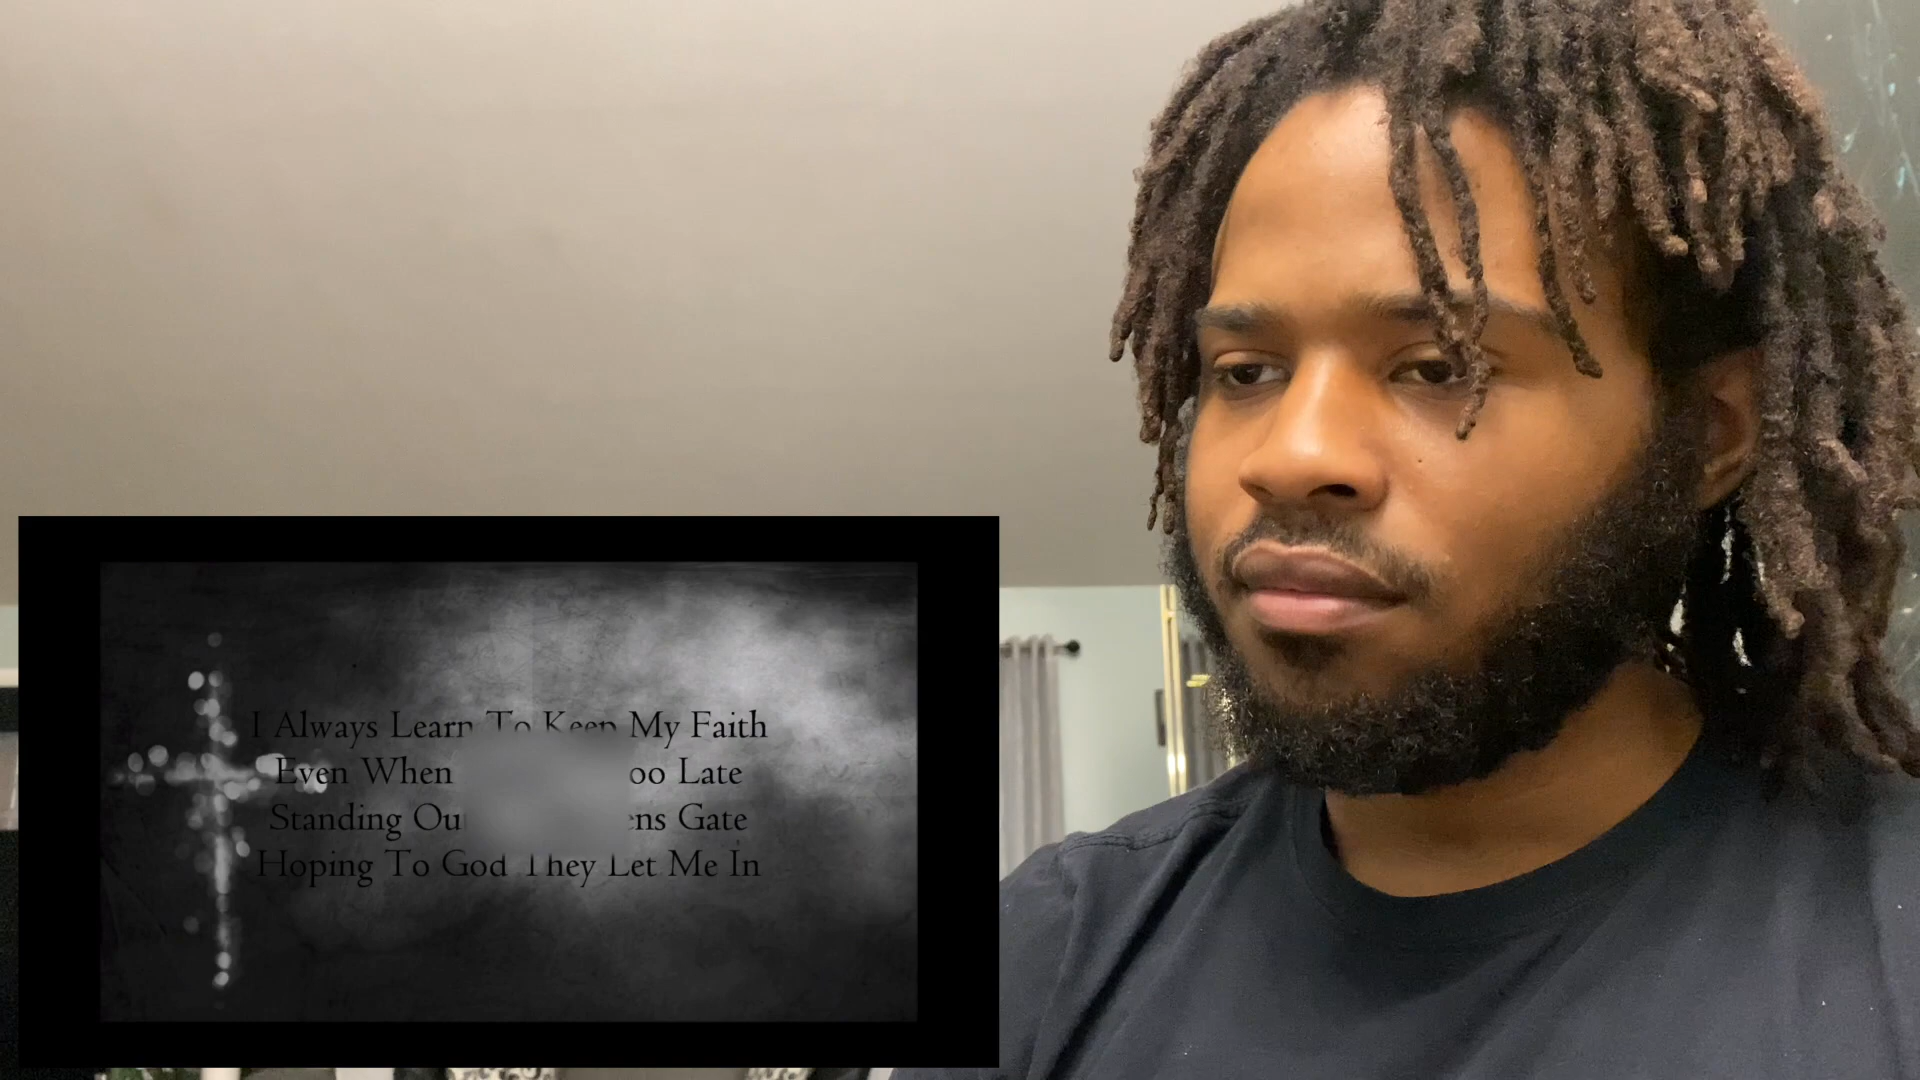 I Always Learn To Keep My Faith
Even When oo Late
Standing Ou ens Gate
Hoping To God They Let Me In